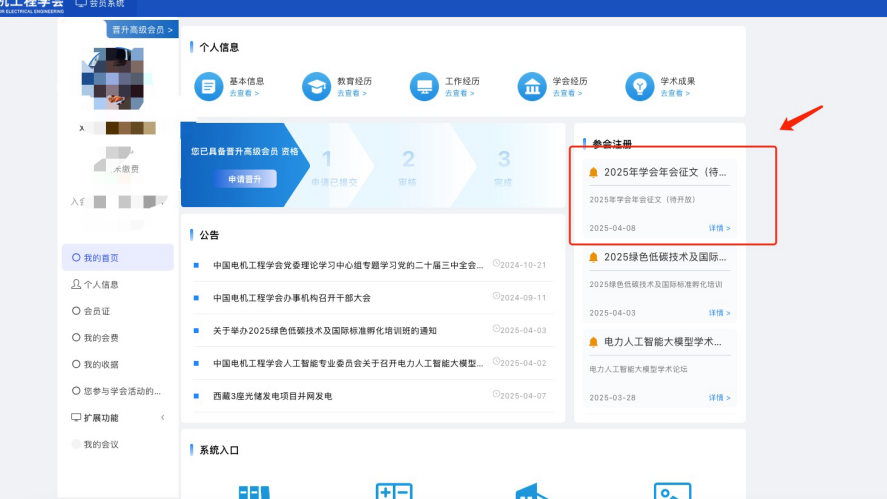 机工程学会
会员系统
晋升高级会员 >
未缴费
我的首页
个人信息
会员证
我的会费
我的收据
您参与学会活动的...
扩展功能
我的会议
个人信息
基本信息
去查看 >
教育经历
去查看 >
工作经历
去查看 >
学会经历
去查看 >
学术成果
去查看 >
您已具备晋升高级会员 资格
申请晋升
1
申请已提交
2
审核
3
完成
公告
中国电机工程学会党委理论学习中心组专题学习党的二十届三中全会... 2024-10-21
中国电机工程学会办事机构召开干部大会 2024-09-11
关于举办2025绿色低碳技术及国际标准孵化培训班的通知 2025-04-03
中国电机工程学会人工智能专业委员会关于召开电力人工智能大模型... 2025-04-02
西藏3座光储发电项目并网发电 2025-04-07
参会注册
2025年学会年会征文（待...
2025年学会年会征文（待开放）
2025-04-08 详情 >
2025绿色低碳技术及国际...
2025绿色低碳技术及国际标准孵化培训
2025-04-03 详情 >
电力人工智能大模型学术...
电力人工智能大模型学术论坛
2025-03-28 详情 >
系统入口